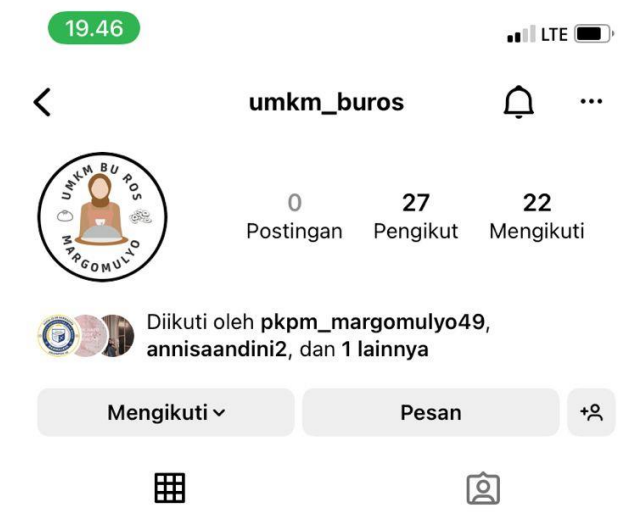 19.46
LTE
umkm_buros
UMKM BU ROS
MARGOMULYO
0 27 22
Postingan Pengikut Mengikuti
Diikuti oleh pkpm_margomulyo49,
annisaandini2, dan 1 lainnya
Mengikuti Pesan